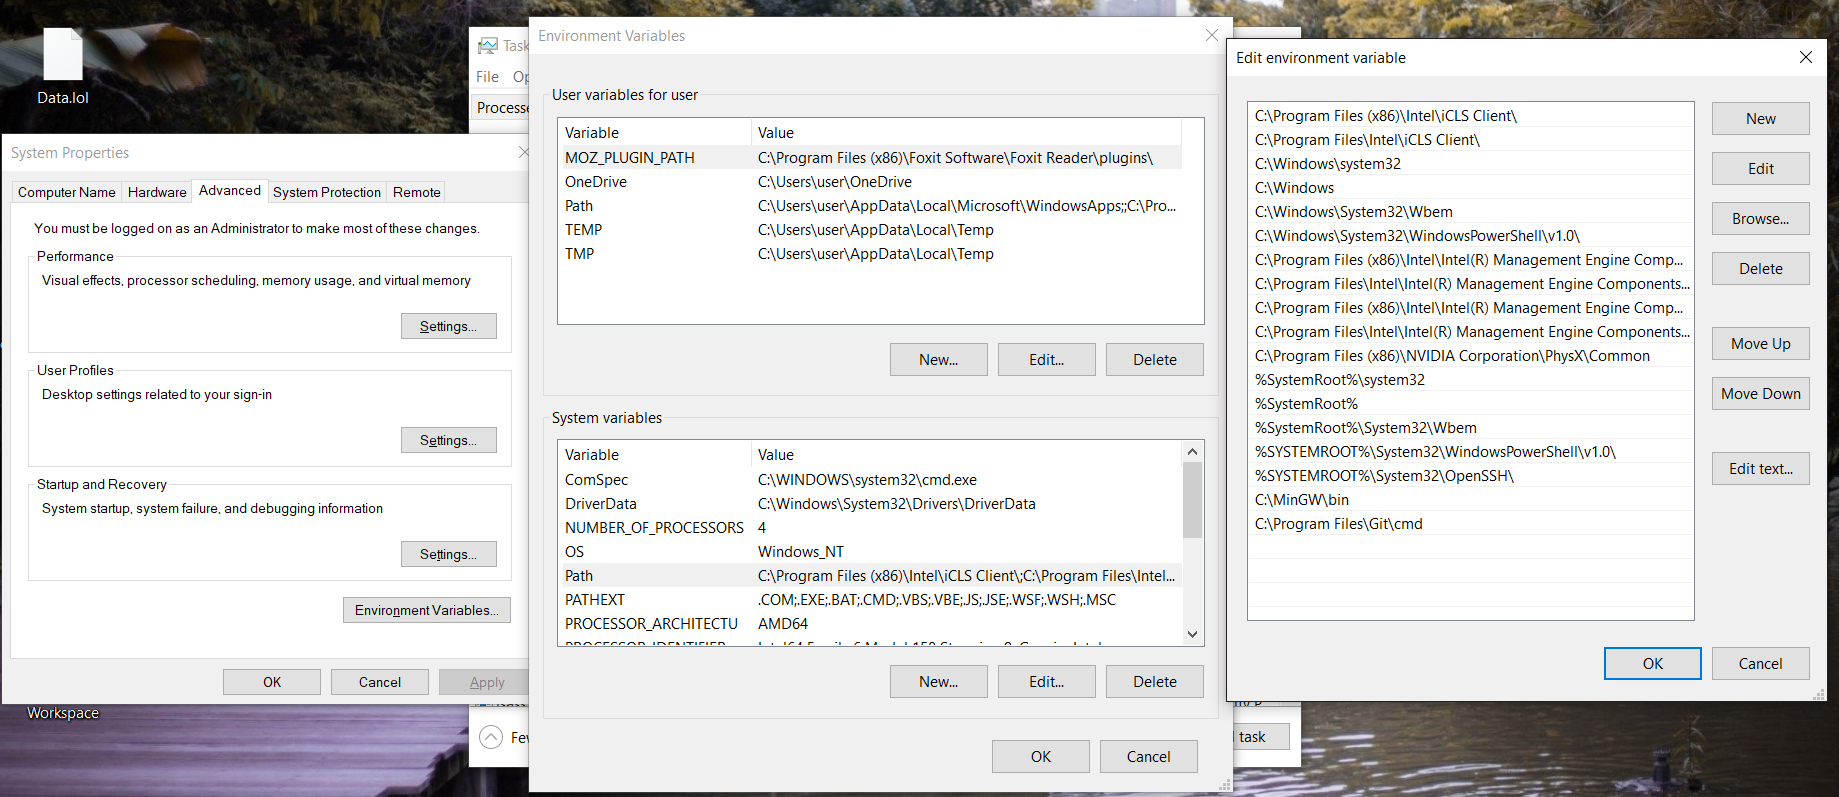 Data.lol
Workspace
Task
File Op
Processe
Few
task
System Properties
Computer Name Hardware Advanced System Protection Remote
You must be logged on as an Administrator to make most of these changes.
Performance
Visual effects, processor scheduling, memory usage, and virtual memory
Settings...
User Profiles
Desktop settings related to your sign-in
Settings...
Startup and Recovery
System startup, system failure, and debugging information
Settings...
Environment Variables...
OK Cancel Apply
Environment Variables
User variables for user
Variable Value
MOZ_PLUGIN_PATH C:\Program Files (x86)\Foxit Software\Foxit Reader\plugins\
OneDrive C:\Users\user\OneDrive
Path C:\Users\user\AppData\Local\Microsoft\WindowsApps;;C:\Pro...
TEMP C:\Users\user\AppData\Local\Temp
TMP C:\Users\user\AppData\Local\Temp
New... Edit... Delete
System variables
Variable Value
ComSpec C:\WINDOWS\system32\cmd.exe
DriverData C:\Windows\System32\Drivers\DriverData
NUMBER_OF_PROCESSORS 4
OS Windows_NT
Path C:\Program Files (x86)\Intel\iCLS Client\;C:\Program Files\Intel...
PATHEXT .COM;.EXE;.BAT;.CMD;.VBS;.VBE;.JS;.JSE;.WSF;.WSH;.MSC
PROCESSOR_ARCHITECTU AMD64
New... Edit... Delete
OK Cancel
Edit environment variable
C:\Program Files (x86)\Intel\iCLS Client\
C:\Program Files\Intel\iCLS Client\
C:\Windows\system32
C:\Windows
C:\Windows\System32\Wbem
C:\Windows\System32\WindowsPowerShell\v1.0\
C:\Program Files (x86)\Intel\Intel(R) Management Engine Comp...
C:\Program Files\Intel\Intel(R) Management Engine Components...
C:\Program Files (x86)\Intel\Intel(R) Management Engine Comp...
C:\Program Files\Intel\Intel(R) Management Engine Components...
C:\Program Files (x86)\NVIDIA Corporation\PhysX\Common
%SystemRoot%\system32
%SystemRoot%
%SystemRoot%\System32\Wbem
%SYSTEMROOT%\System32\WindowsPowerShell\v1.0\
%SYSTEMROOT%\System32\OpenSSH\
C:\MinGW\bin
C:\Program Files\Git\cmd
New
Edit
Browse...
Delete
Move Up
Move Down
Edit text...
OK Cancel